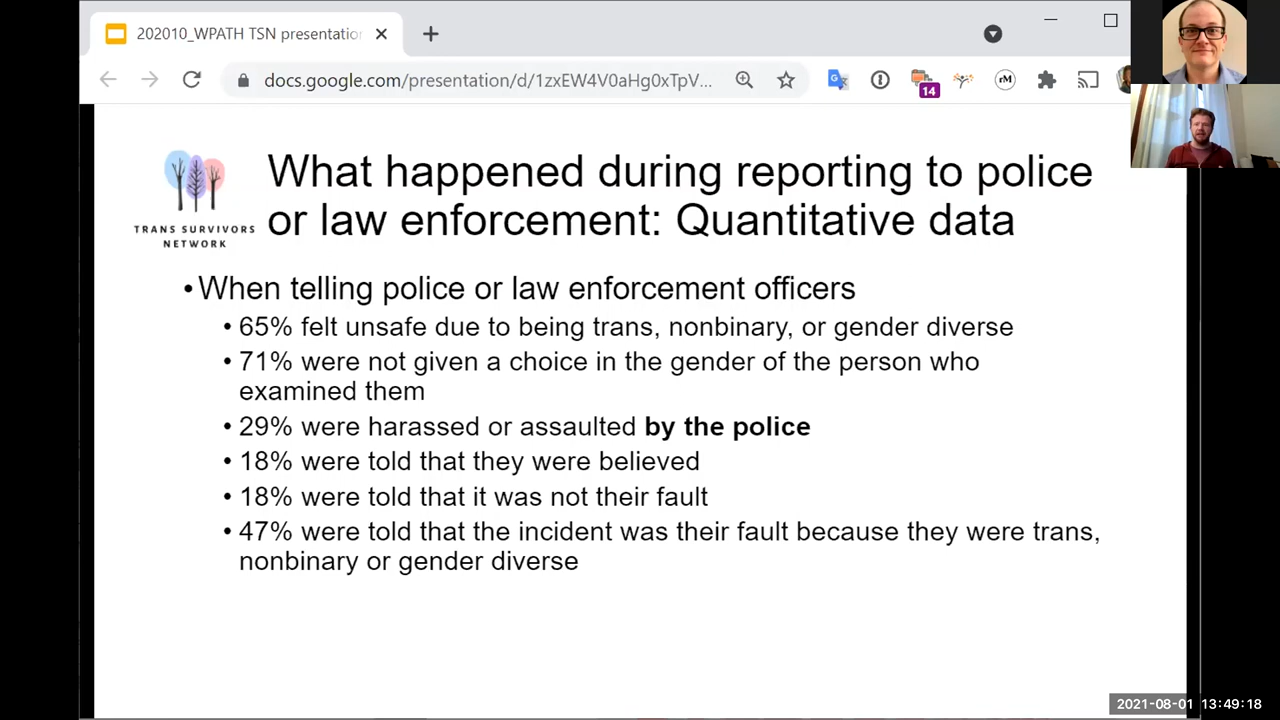 202010_WPATH TSN presentation
docs.google.com/presentation/d/1zxEW4V0aHg0xTpV...
14
rM
What happened during reporting to police
or law enforcement: Quantitative data
TRANS SURVIVORS
NETWORK
• When telling police or law enforcement officers
• 65% felt unsafe due to being trans, nonbinary, or gender diverse
• 71% were not given a choice in the gender of the person who
examined them
• 29% were harassed or assaulted by the police
• 18% were told that they were believed
• 18% were told that it was not their fault
• 47% were told that the incident was their fault because they were trans,
nonbinary or gender diverse
2021-08-01 13:49:18